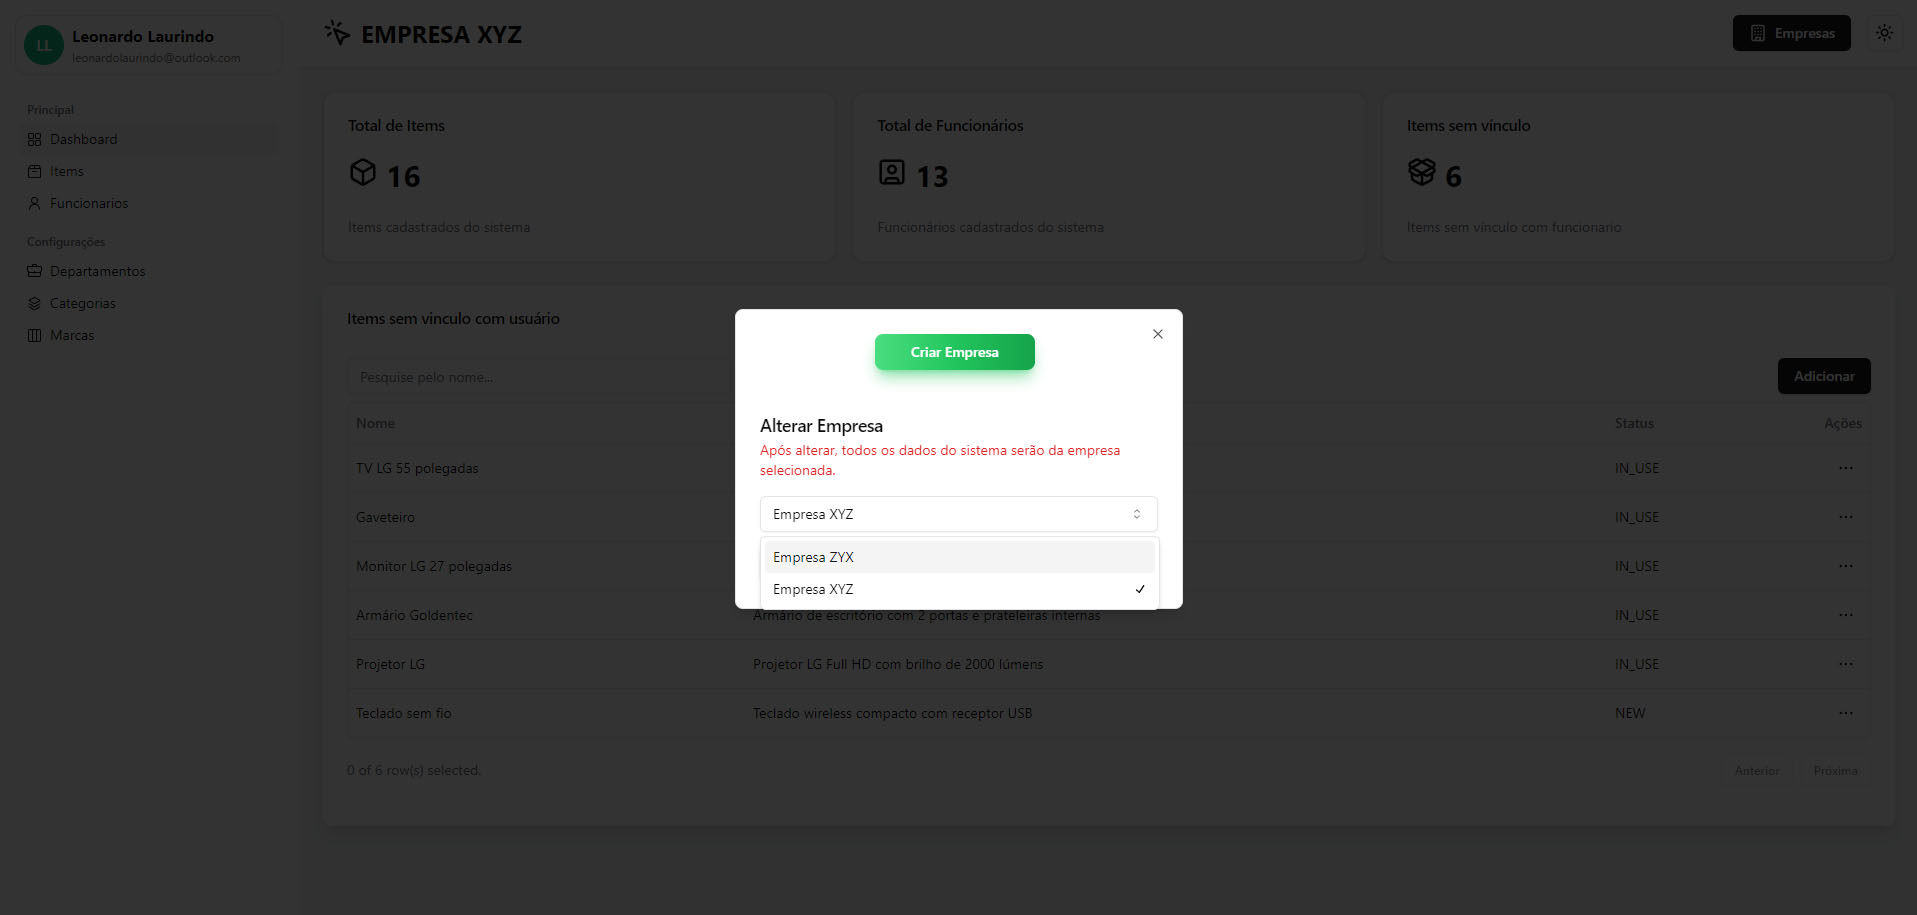 LL
Leonardo Laurindo
leonardolaurindo@outlook.com
Principal
Dashboard
Items
Funcionarios
Configurações
Departamentos
Categorias
Marcas
EMPRESA XYZ
Empresas
Total de Items
16
Items cadastrados do sistema
Total de Funcionários
13
Funcionários cadastrados do sistema
Items sem vínculo
6
Items sem vínculo com funcionario
Items sem vinculo com usuário
Pesquise pelo nome...
Adicionar
Nome Status Ações
TV LG 55 polegadas IN_USE ...
Gaveteiro IN_USE ...
Monitor LG 27 polegadas IN_USE ...
Armário Goldentec Armário de escritório com 2 portas e prateleiras internas IN_USE ...
Projetor LG Projetor LG Full HD com brilho de 2000 lúmens IN_USE ...
Teclado sem fio Teclado wireless compacto com receptor USB NEW ...
0 of 6 row(s) selected.
Anterior Próxima
Criar Empresa
Alterar Empresa
Após alterar, todos os dados do sistema serão da empresa
selecionada.
Empresa XYZ
Empresa ZYX
Empresa XYZ